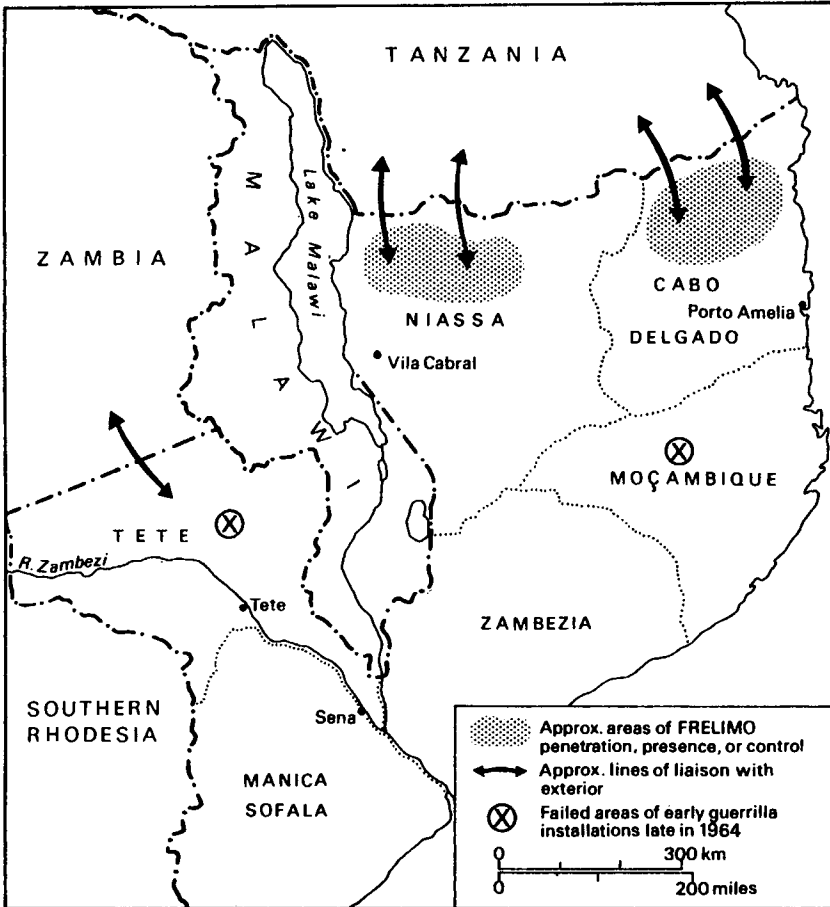 TANZANIA
ZAMBIA
MALAWI
Lake Malawi
NIASSA
CABO
DELGADO
Porto Amelia
Vila Cabral
MOÇAMBIQUE
TETE
R. Zambezi
Tete
ZAMBEZIA
SOUTHERN
RHODESIA
Sena
MANICA
SOFALA
Approx. areas of FRELIMO
penetration, presence, or control
Approx. lines of liaison with
exterior
Failed areas of early guerrilla
installations late in 1964
0 300 km
0 200 miles